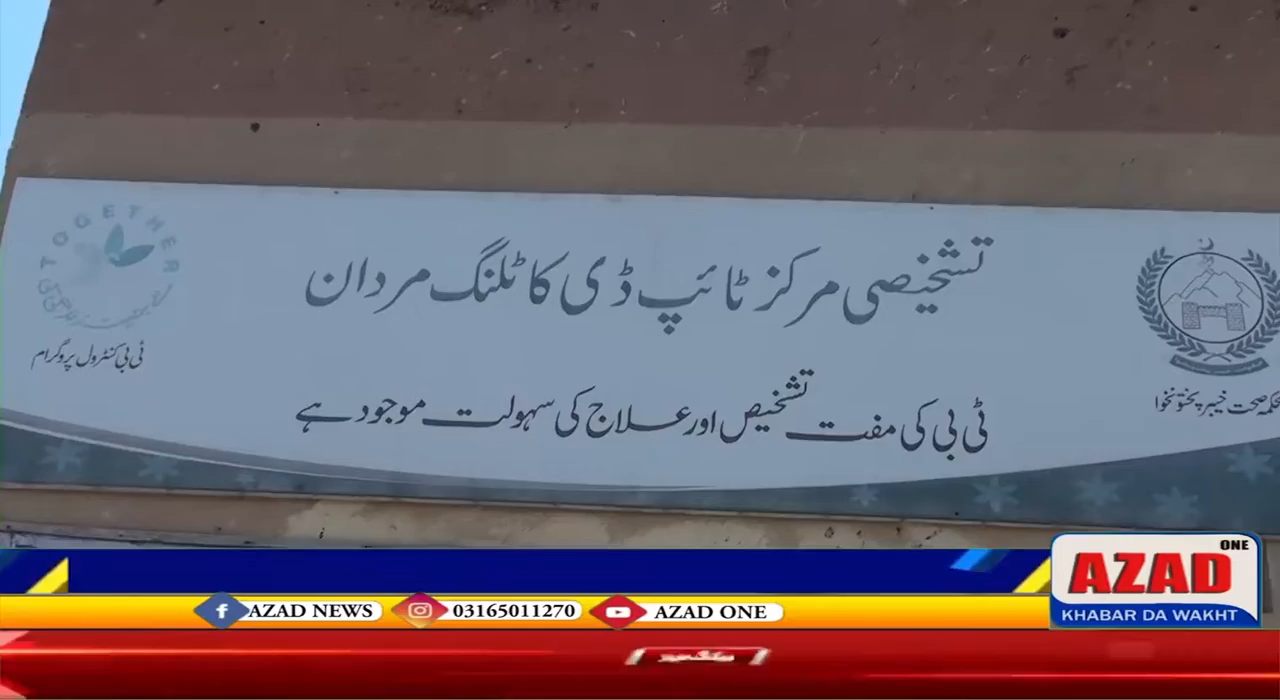 تشخیصی مرکز ٹائپ ڈی کاٹلنگ مردان
ٹی بی کی مفت تشخیص اور علاج کی سہولت موجود ہے
محکمہ صحت خیبر پختونخوا
TOGETHER
ٹی بی کنٹرول پروگرام
AZAD NEWS
03165011270
AZAD ONE
ONE
AZAD
KHABAR DA WAKHT